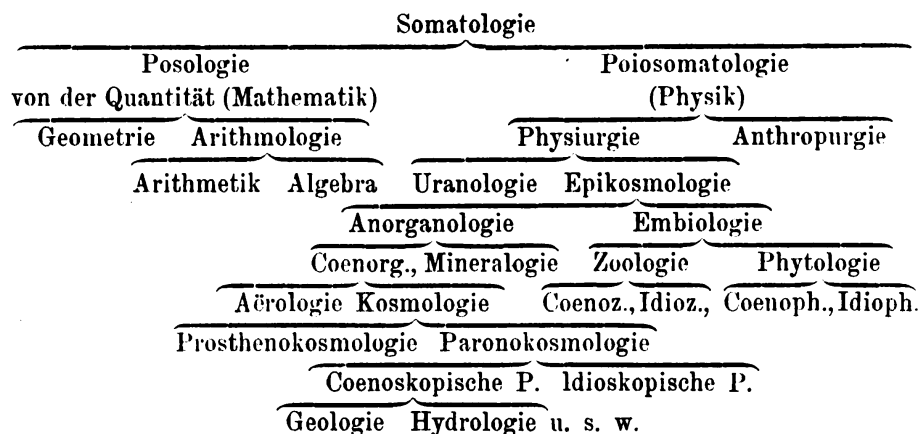 Somatologie
Posologie Poiosomatologie
von der Quantität (Mathematik) (Physik)
Geometrie Arithmologie Physiurgie Anthropurgie
Arithmetik Algebra Uranologie Epikosmologie
Anorganologie Embiologie
Coenorg., Mineralogie Zoologie Phytologie
Aërologie Kosmologie Coenoz., Idioz., Coenoph., Idioph.
Prosthenokosmologie Paronokosmologie
Coenoskopische P. Idioskopische P.
Geologie Hydrologie u. s. w.